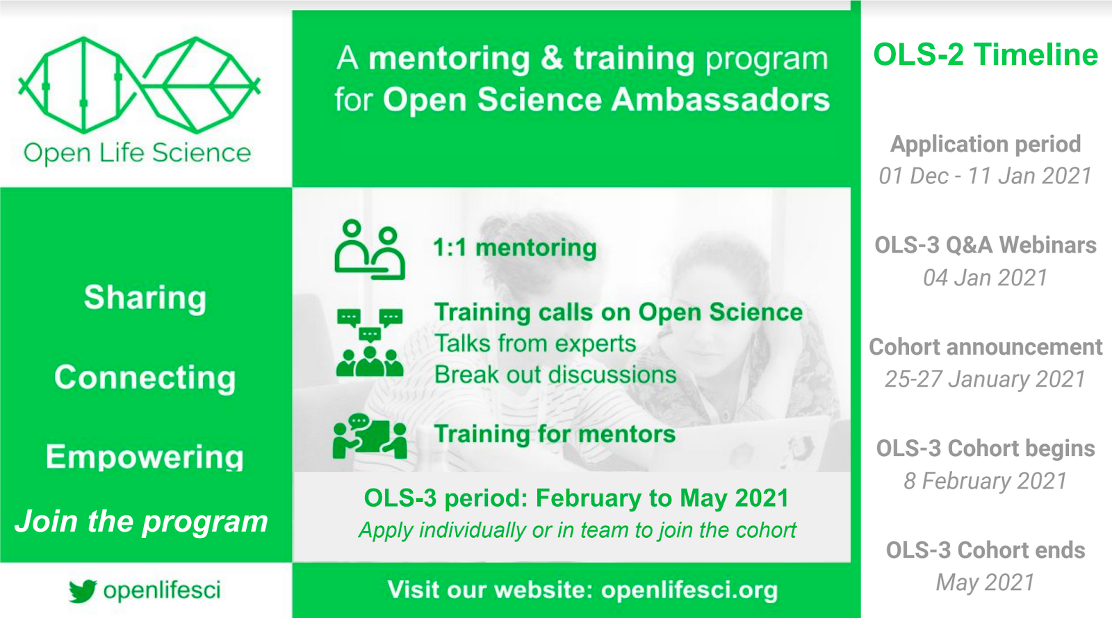 Open Life Science
A mentoring & training program
for Open Science Ambassadors
Sharing
Connecting
Empowering
Join the program
openlifesci
1:1 mentoring
Training calls on Open Science
Talks from experts
Break out discussions
Training for mentors
OLS-3 period: February to May 2021
Apply individually or in team to join the cohort
Visit our website: openlifesci.org
OLS-2 Timeline
Application period
01 Dec - 11 Jan 2021
OLS-3 Q&A Webinars
04 Jan 2021
Cohort announcement
25-27 January 2021
OLS-3 Cohort begins
8 February 2021
OLS-3 Cohort ends
May 2021